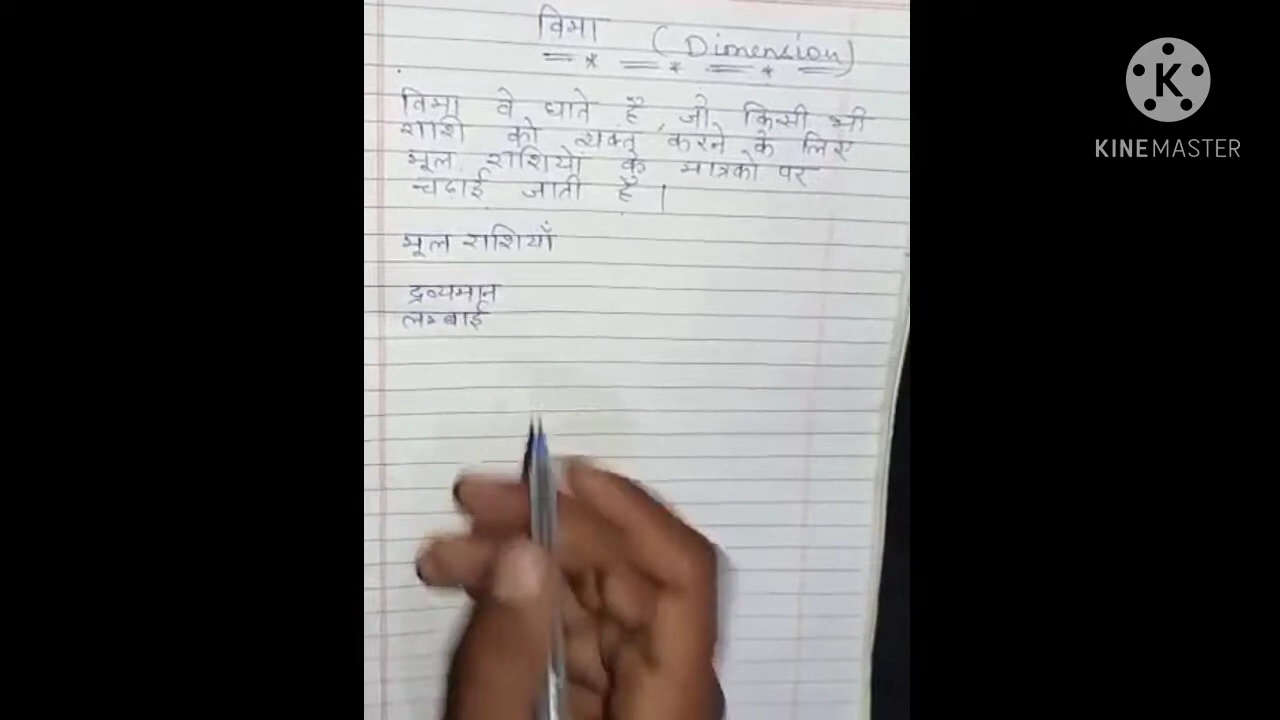 विमा (Dimension)
विमा वे घाते है, जो किसी भी
राशि को व्यक्त करने के लिए
मूल राशियों के मात्रको पर
चढाई जाती है ।
मूल राशियाँ
द्रव्यमान
लम्बाई
K
KINEMASTER